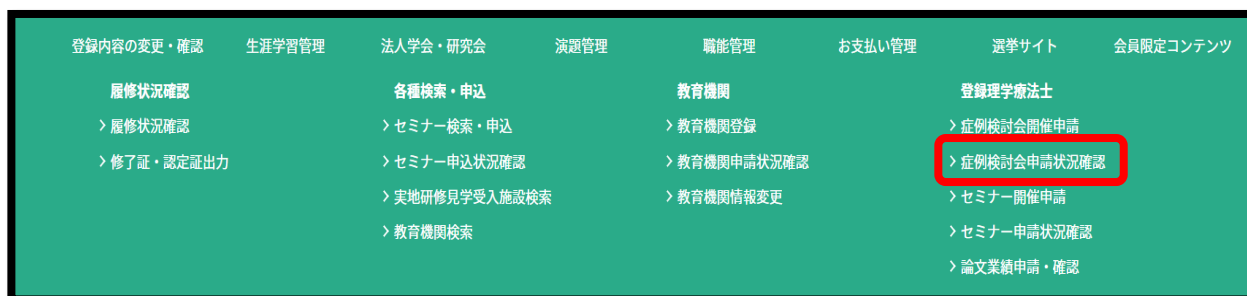 登録内容の変更・確認 生涯学習管理 法人学会・研究会 演題管理 職能管理 お支払い管理 選挙サイト 会員限定コンテンツ
履修状況確認
> 履修状況確認
> 修了証・認定証出力
各種検索・申込
> セミナー検索・申込
> セミナー申込状況確認
> 実地研修見学受入施設検索
> 教育機関検索
教育機関
> 教育機関登録
> 教育機関申請状況確認
> 教育機関情報変更
登録理学療法士
> 症例検討会開催申請
> 症例検討会申請状況確認
> セミナー開催申請
> セミナー申請状況確認
> 論文業績申請・確認